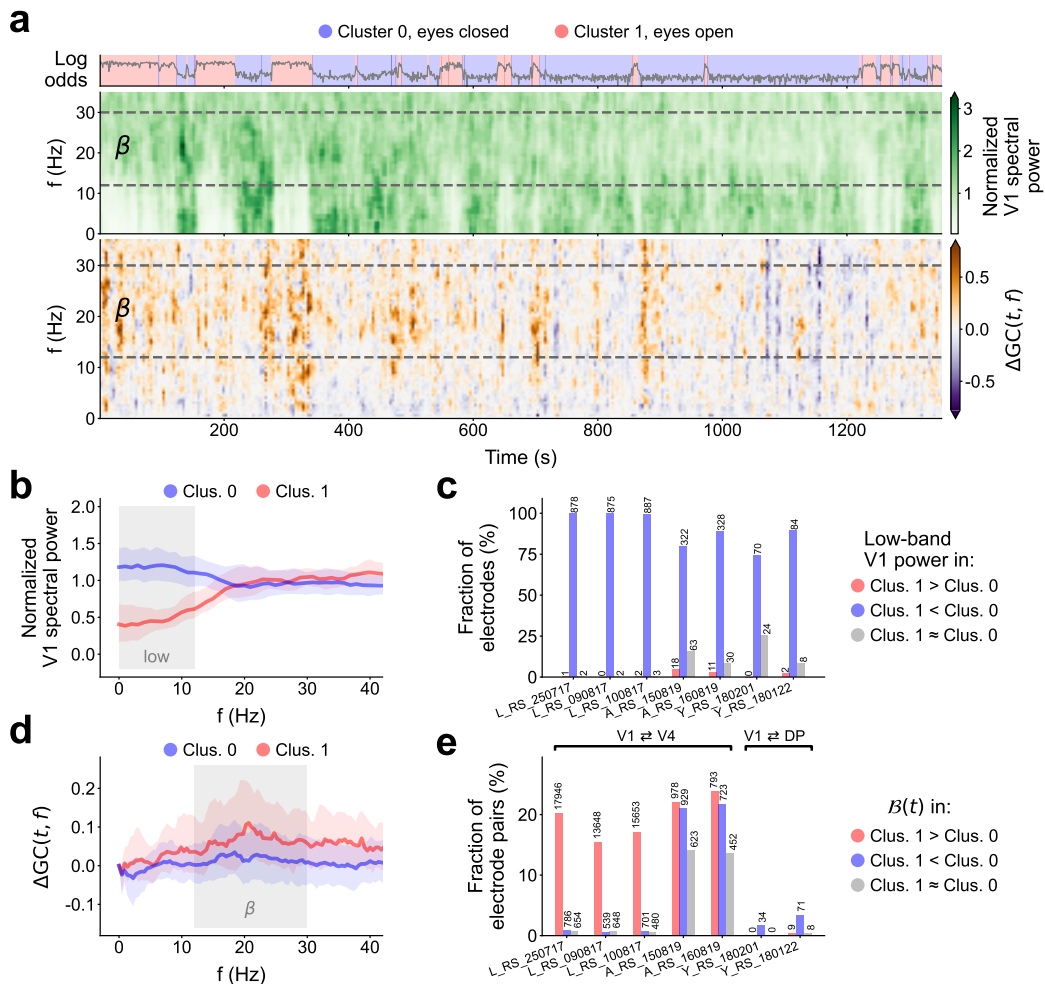 a
Cluster 0, eyes closed
Cluster 1, eyes open
Log
odds
30
20
10
0
f (Hz)
β
3
2
1
Normalized
V1 spectral
power
30
20
10
0
f (Hz)
β
0.5
0.0
-0.5
ΔGC(t, f)
200
400
600
800
1000
1200
Time (s)
b
Clus. 0
Clus. 1
Normalized
V1 spectral power
2.0
1.5
1.0
0.5
0.0
low
0
10
20
30
40
f (Hz)
c
Fraction of
electrodes (%)
100
75
50
25
0
1
878
2
0
875
2
2
887
3
18
322
63
11
328
30
0
70
24
2
84
8
L_RS_250717
L_RS_090817
L_RS_100817
A_RS_150819
A_RS_160819
Y_RS_180201
Y_RS_180122
Low-band
V1 power in:
Clus. 1 > Clus. 0
Clus. 1 < Clus. 0
Clus. 1 ≈ Clus. 0
d
Clus. 0
Clus. 1
ΔGC(t, f)
0.2
0.1
0.0
-0.1
β
0
10
20
30
40
f (Hz)
e
V1 ⇄ V4
V1 ⇄ DP
Fraction of
electrode pairs (%)
20
10
0
17946
786
654
13648
539
648
15653
701
480
978
929
623
793
723
452
0
34
0
9
71
8
L_RS_250717
L_RS_090817
L_RS_100817
A_RS_150819
A_RS_160819
Y_RS_180201
Y_RS_180122
ℬ(t) in:
Clus. 1 > Clus. 0
Clus. 1 < Clus. 0
Clus. 1 ≈ Clus. 0